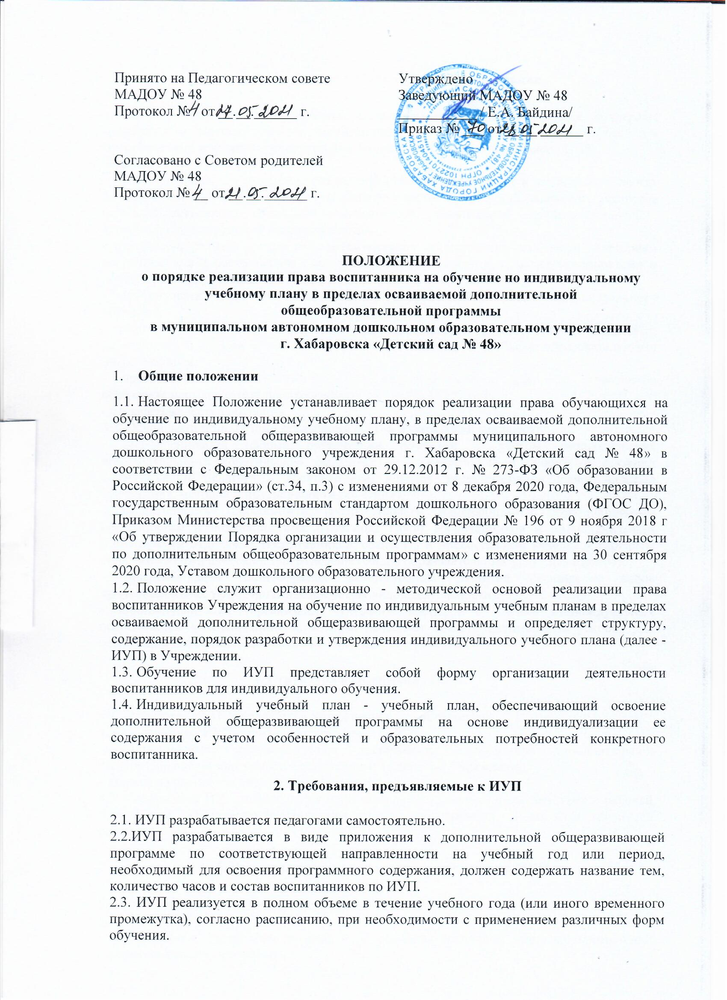 Принято на Педагогическом совете
МАДОУ № 48
Протокол № 4 от 27.05.2021 г.
Согласовано с Советом родителей
МАДОУ № 48
Протокол № 4 от 21.05.2021 г.
Утверждено
Заведующий МАДОУ № 48
/ Е.А. Байдина/
Приказ № 70 от 28.05.2021 г.
ПОЛОЖЕНИЕ
о порядке реализации права воспитанника на обучение но индивидуальному
учебному плану в пределах осваиваемой дополнительной
общеобразовательной программы
в муниципальном автономном дошкольном образовательном учреждении
г. Хабаровска «Детский сад № 48»
1. Общие положении
1.1. Настоящее Положение устанавливает порядок реализации права обучающихся на
обучение по индивидуальному учебному плану, в пределах осваиваемой дополнительной
общеобразовательной общеразвивающей программы муниципального автономного
дошкольного образовательного учреждения г. Хабаровска «Детский сад № 48» в
соответствии с Федеральным законом от 29.12.2012 г. № 273-ФЗ «Об образовании в
Российской Федерации» (ст.34, п.3) с изменениями от 8 декабря 2020 года, Федеральным
государственным образовательным стандартом дошкольного образования (ФГОС ДО),
Приказом Министерства просвещения Российской Федерации № 196 от 9 ноября 2018 г
«Об утверждении Порядка организации и осуществления образовательной деятельности
по дополнительным общеобразовательным программам» с изменениями на 30 сентября
2020 года, Уставом дошкольного образовательного учреждения.
1.2. Положение служит организационно - методической основой реализации права
воспитанников Учреждения на обучение по индивидуальным учебным планам в пределах
осваиваемой дополнительной общеразвивающей программы и определяет структуру,
содержание, порядок разработки и утверждения индивидуального учебного плана (далее -
ИУП) в Учреждении.
1.3. Обучение по ИУП представляет собой форму организации деятельности
воспитанников для индивидуального обучения.
1.4. Индивидуальный учебный план - учебный план, обеспечивающий освоение
дополнительной общеразвивающей программы на основе индивидуализации ее
содержания с учетом особенностей и образовательных потребностей конкретного
воспитанника.
2. Требования, предъявляемые к ИУП
2.1. ИУП разрабатывается педагогами самостоятельно.
2.2.ИУП разрабатывается в виде приложения к дополнительной общеразвивающей
программе по соответствующей направленности на учебный год или период,
необходимый для освоения программного содержания, должен содержать название тем,
количество часов и состав воспитанников по ИУП.
2.3. ИУП реализуется в полном объеме в течение учебного года (или иного временного
промежутка), согласно расписанию, при необходимости с применением различных форм
обучения.